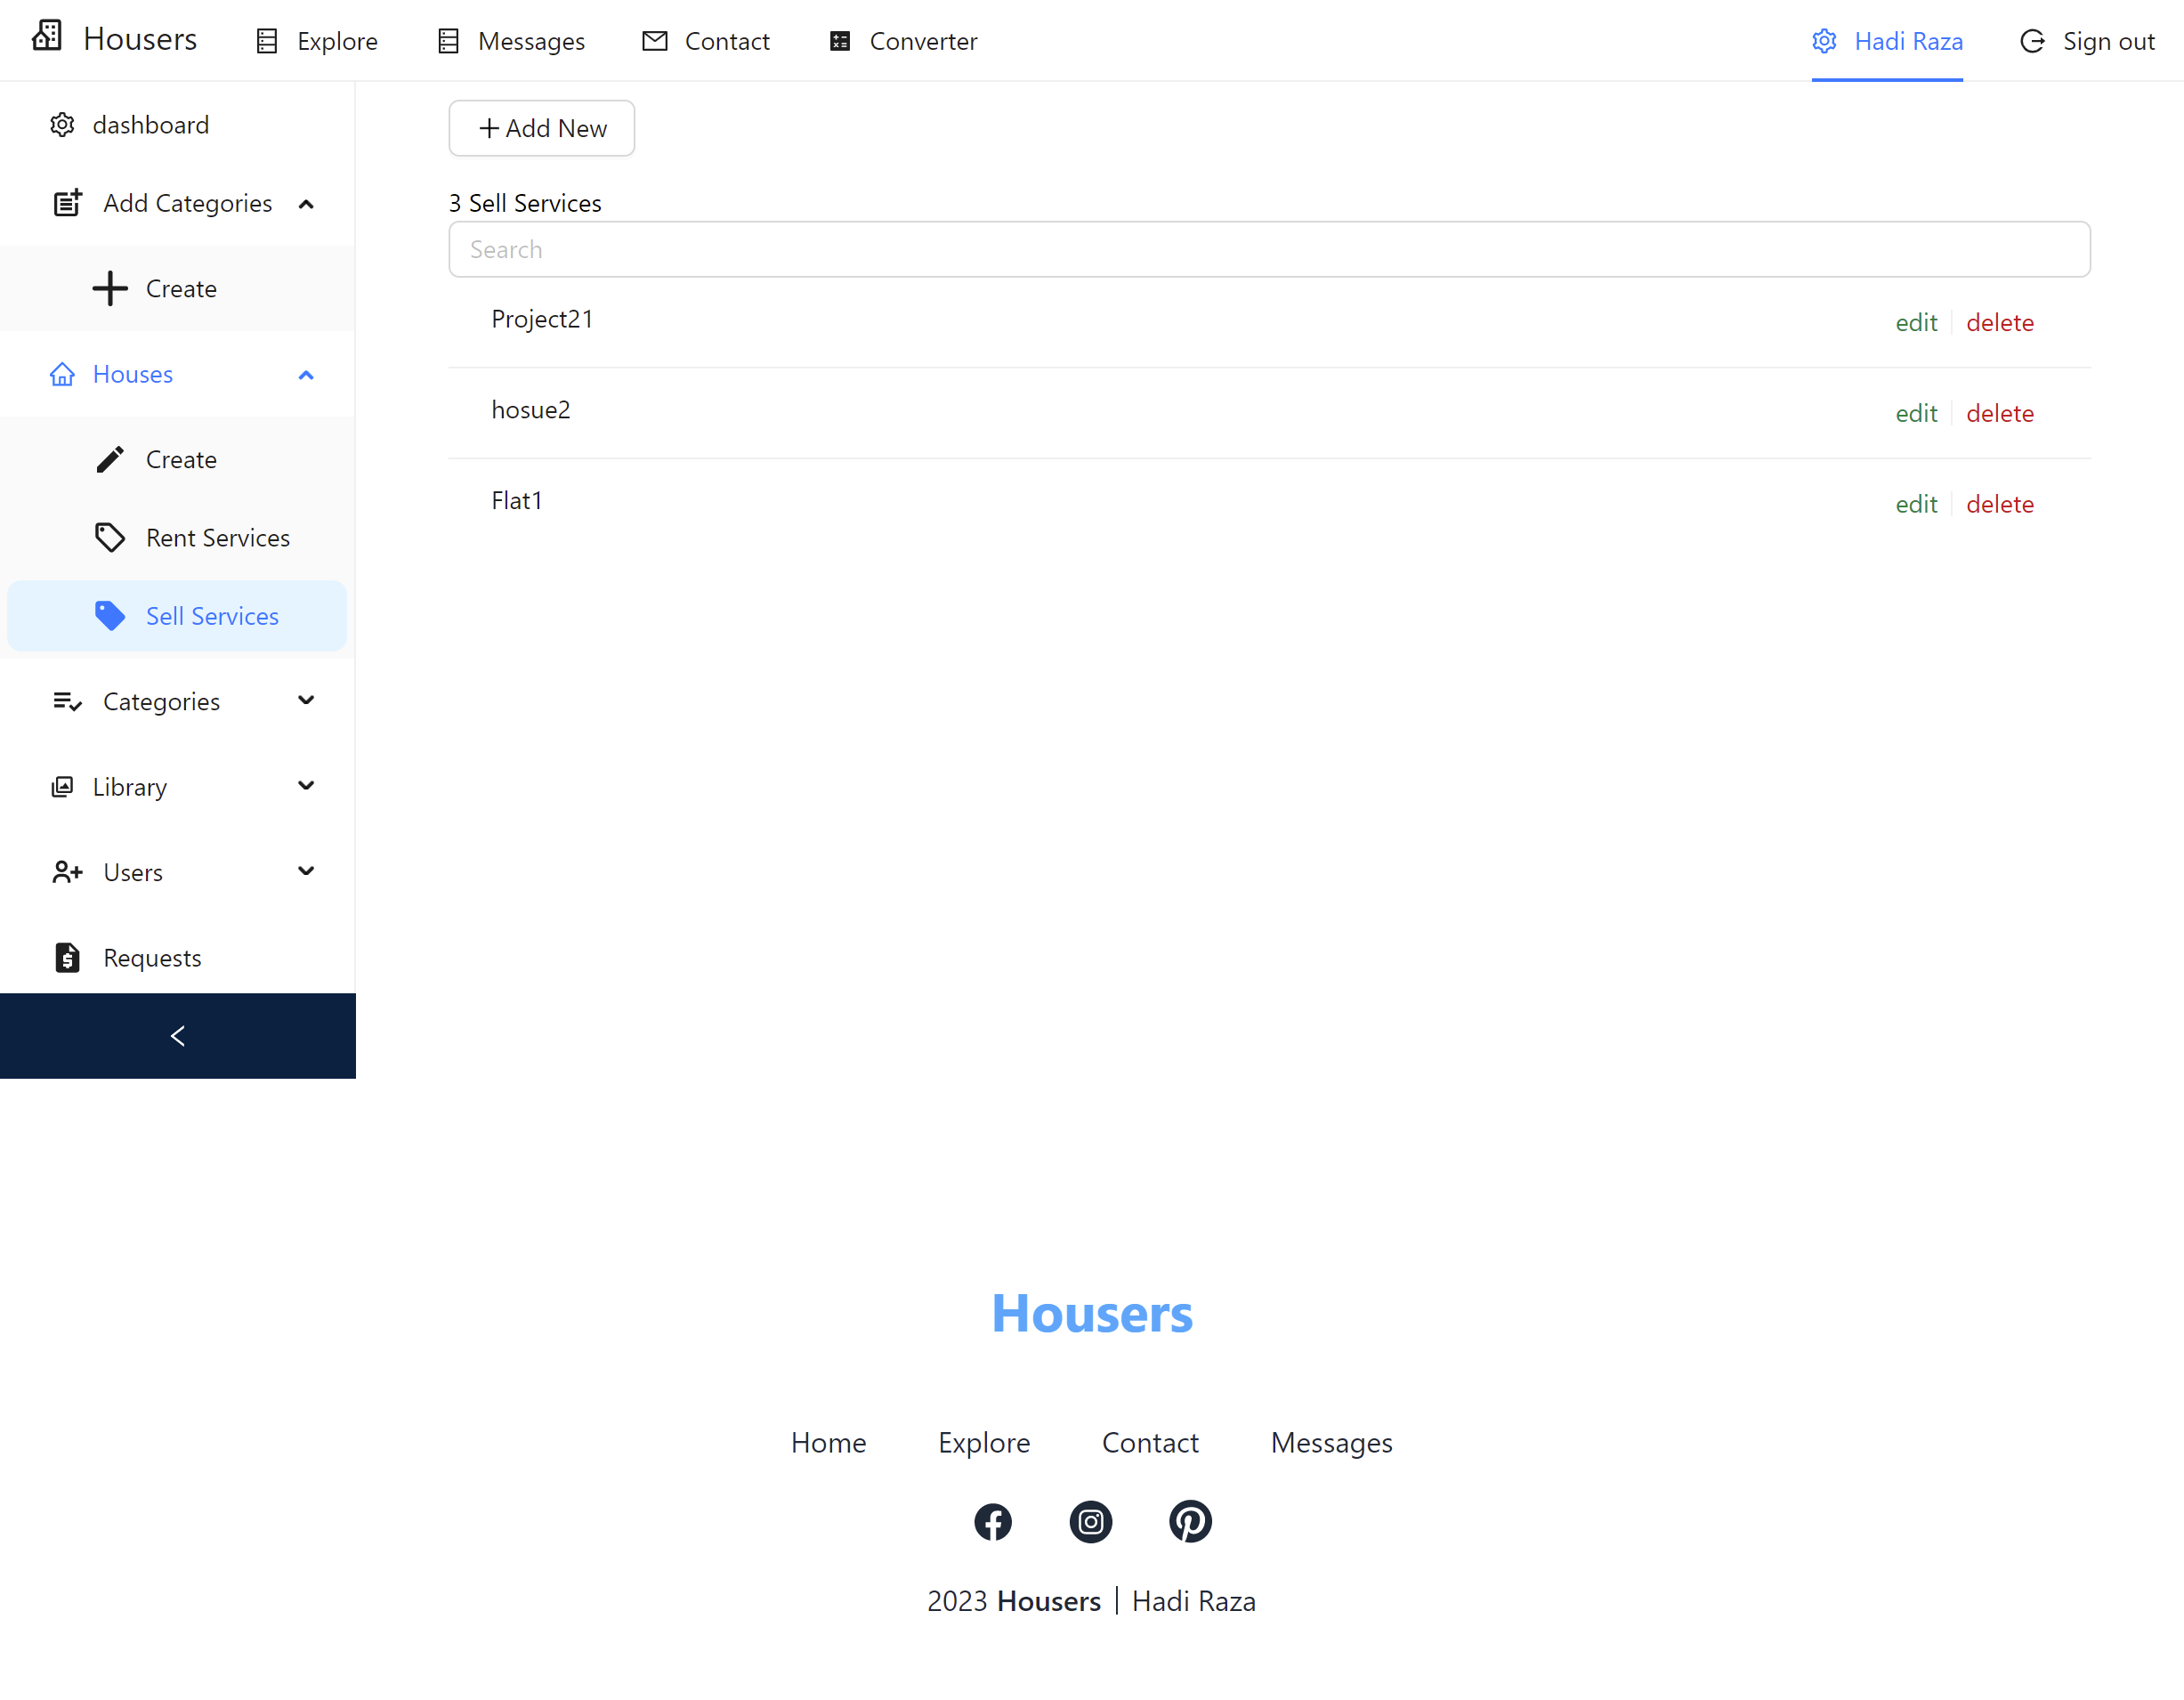 Housers Explore Messages Contact Converter Hadi Raza Sign out
dashboard
Add Categories
Create
Houses
Create
Rent Services
Sell Services
Categories
Library
Users
Requests
Add New
3 Sell Services
Search
Project21 edit delete
hosue2 edit delete
Flat1 edit delete
Housers
Home Explore Contact Messages
2023 Housers | Hadi Raza